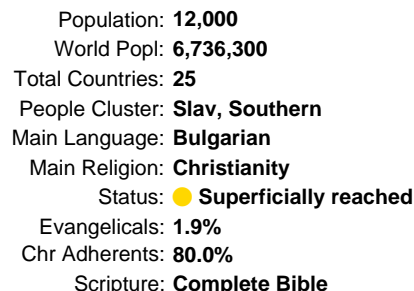 Population: 12,000
World Popl: 6,736,300
Total Countries: 25
People Cluster: Slav, Southern
Main Language: Bulgarian
Main Religion: Christianity
Status: Superficially reached
Evangelicals: 1.9%
Chr Adherents: 80.0%
Scripture: Complete Bible